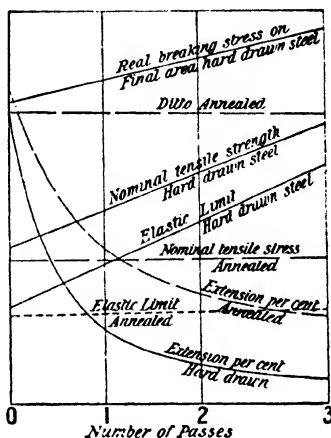 Real breaking stress on
Final area, hard drawn steel
Ditto Annealed
Nominal tensile strength
Hard drawn steel
Elastic Limit
Hard drawn steel
Nominal tensile stress
Annealed
Extension per cent
Annealed
Elastic Limit
Annealed
Extension per cent
Hard drawn
0 1 2 3
Number of Passes